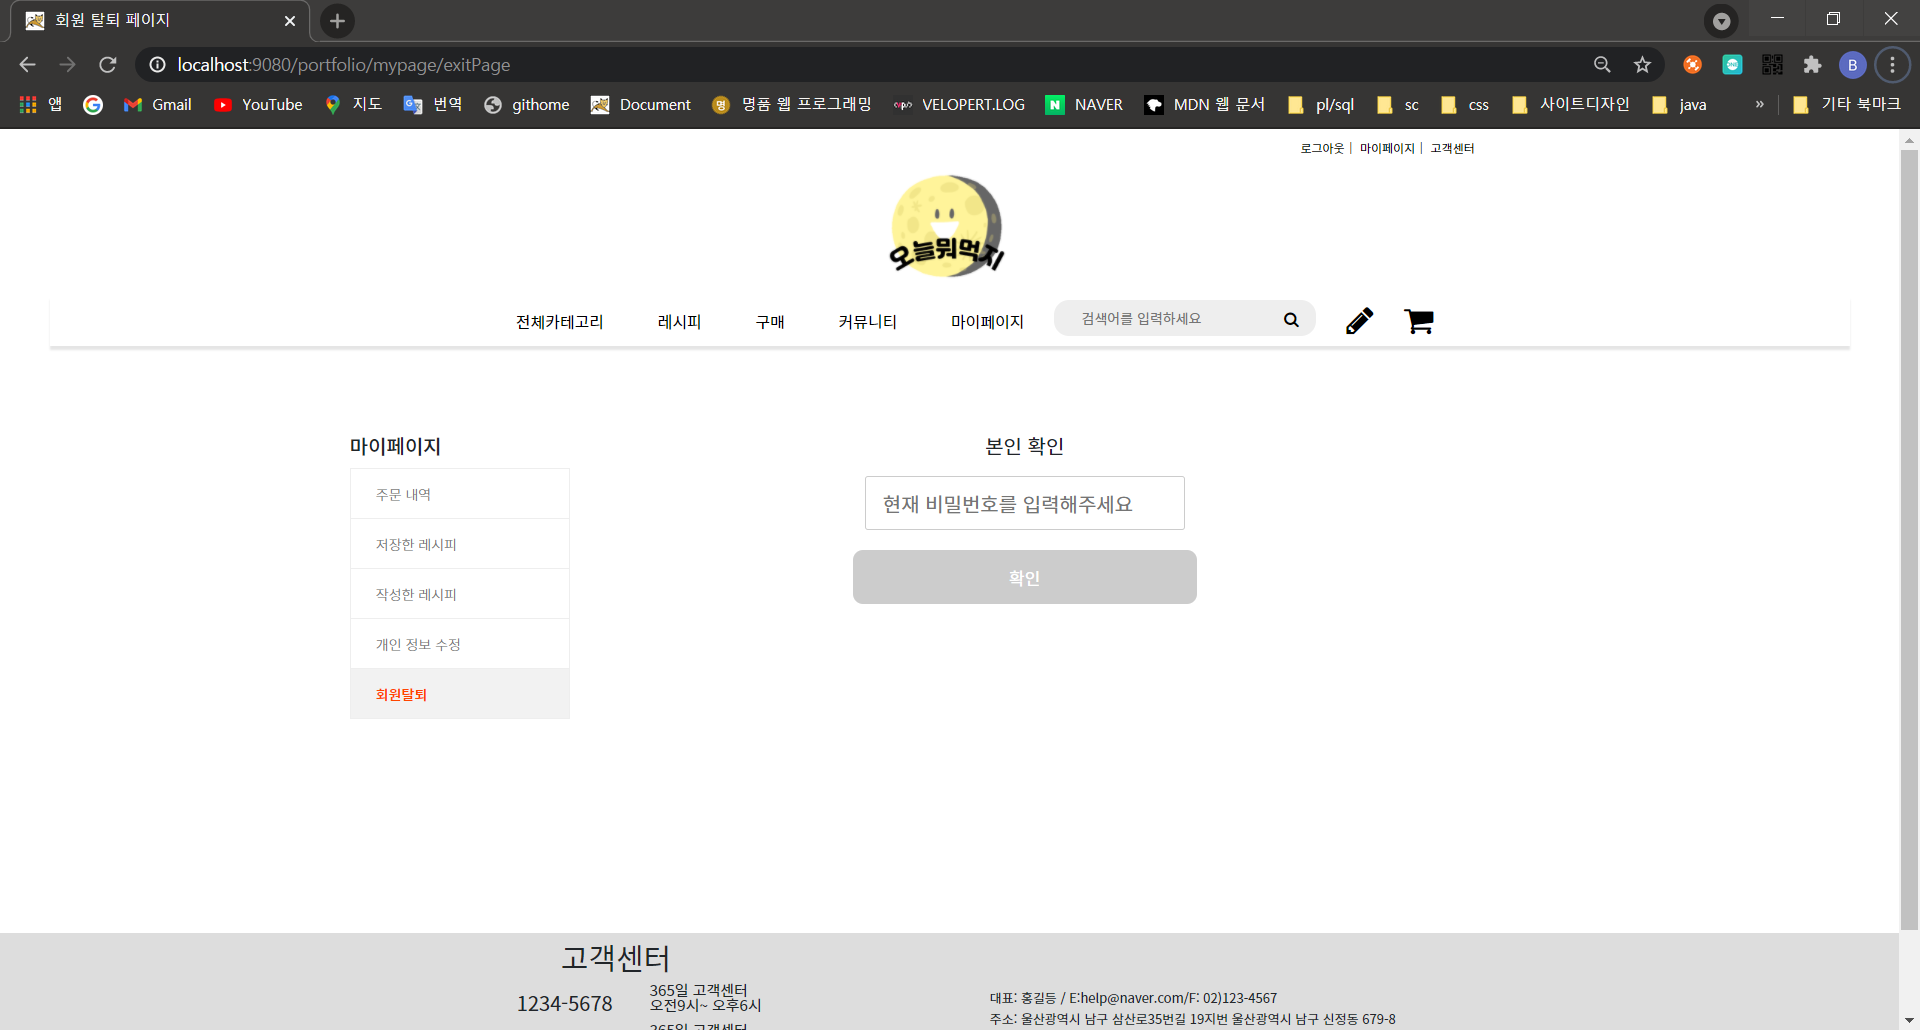 회원 탈퇴 페이지
localhost:9080/portfolio/mypage/exitPage
B
앱 Gmail YouTube 지도 번역 githome Document 명품 웹 프로그래밍 VELOPERT.LOG NAVER MDN 웹 문서 pl/sql sc css 사이트디자인 java » 기타 북마크
로그아웃 | 마이페이지 | 고객센터
오늘뭐먹지
전체카테고리 레시피 구매 커뮤니티 마이페이지 검색어를 입력하세요
마이페이지
주문 내역
저장한 레시피
작성한 레시피
개인 정보 수정
회원탈퇴
본인 확인
현재 비밀번호를 입력해주세요
확인
고객센터
1234-5678
365일 고객센터
오전9시~ 오후6시
365일 고객센터
대표: 홍길등 / E:help@naver.com/F: 02)123-4567
주소: 울산광역시 남구 삼산로35번길 19지번 울산광역시 남구 신정동 679-8